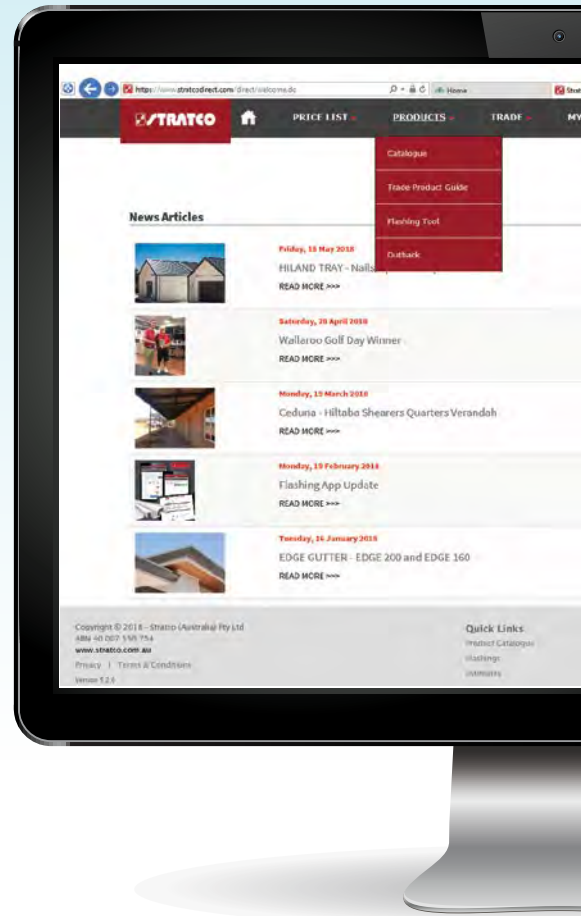 https://www.stratcodirect.com/direct/welcome.do
Home
STRATCO
PRICE LIST
PRODUCTS
TRADE
MY
Catalogue
Trade Product Guide
Flashing Tool
Outback
News Articles
Friday, 18 May 2018
HILAND TRAY - Nails
READ MORE >>>
Saturday, 28 April 2018
Wallaroo Golf Day Winner
READ MORE >>>
Monday, 19 March 2018
Ceduna - Hiltaba Shearers Quarters Verandah
READ MORE >>>
Monday, 19 February 2018
Flashing App Update
READ MORE >>>
Tuesday, 16 January 2018
EDGE GUTTER - EDGE 200 and EDGE 160
READ MORE >>>
Copyright © 2018 - Stratco (Australia) Pty Ltd
www.stratco.com.au
Privacy | Terms & Conditions
Quick Links
Product Catalogue
Flashings
Estimates